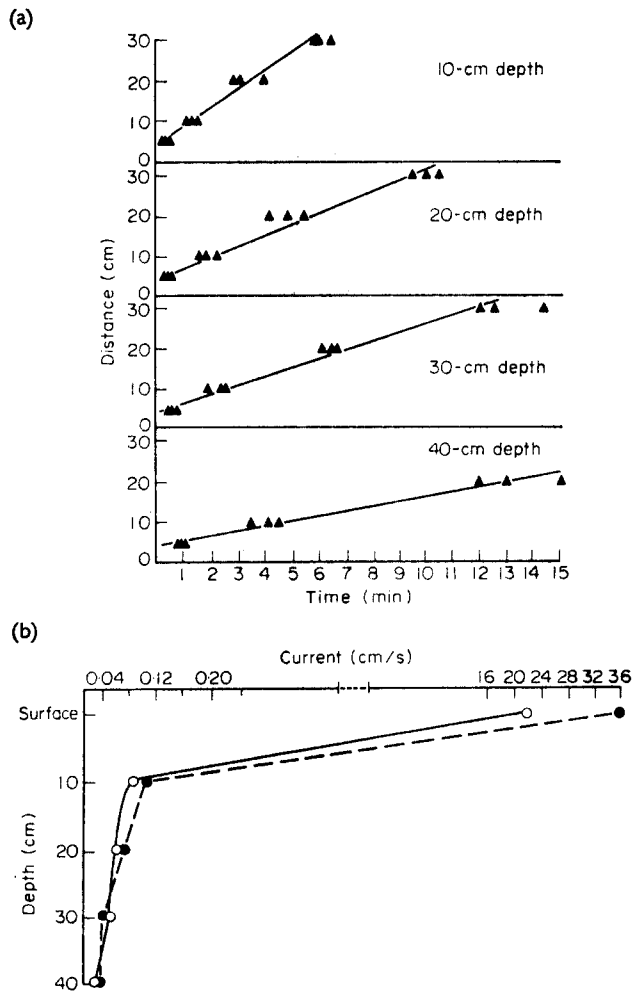 (a)
30
20
10
0
10-cm depth
30
20
10
0
20-cm depth
30
20
10
0
30-cm depth
30
20
10
0
40-cm depth
Distance (cm)
1 2 3 4 5 6 7 8 9 10 11 12 13 14 15
Time (min)
(b)
Current (cm/s)
0·04 0·12 0·20 16 20 24 28 32 36
Surface
10
20
30
40
Depth (cm)